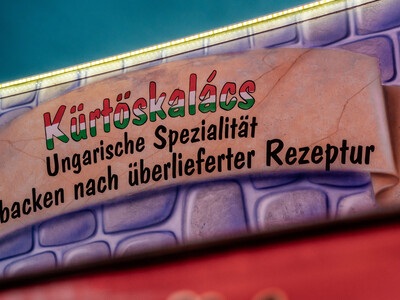 Kürtöskalács
Ungarische Spezialität
backen nach überlieferter Rezeptur